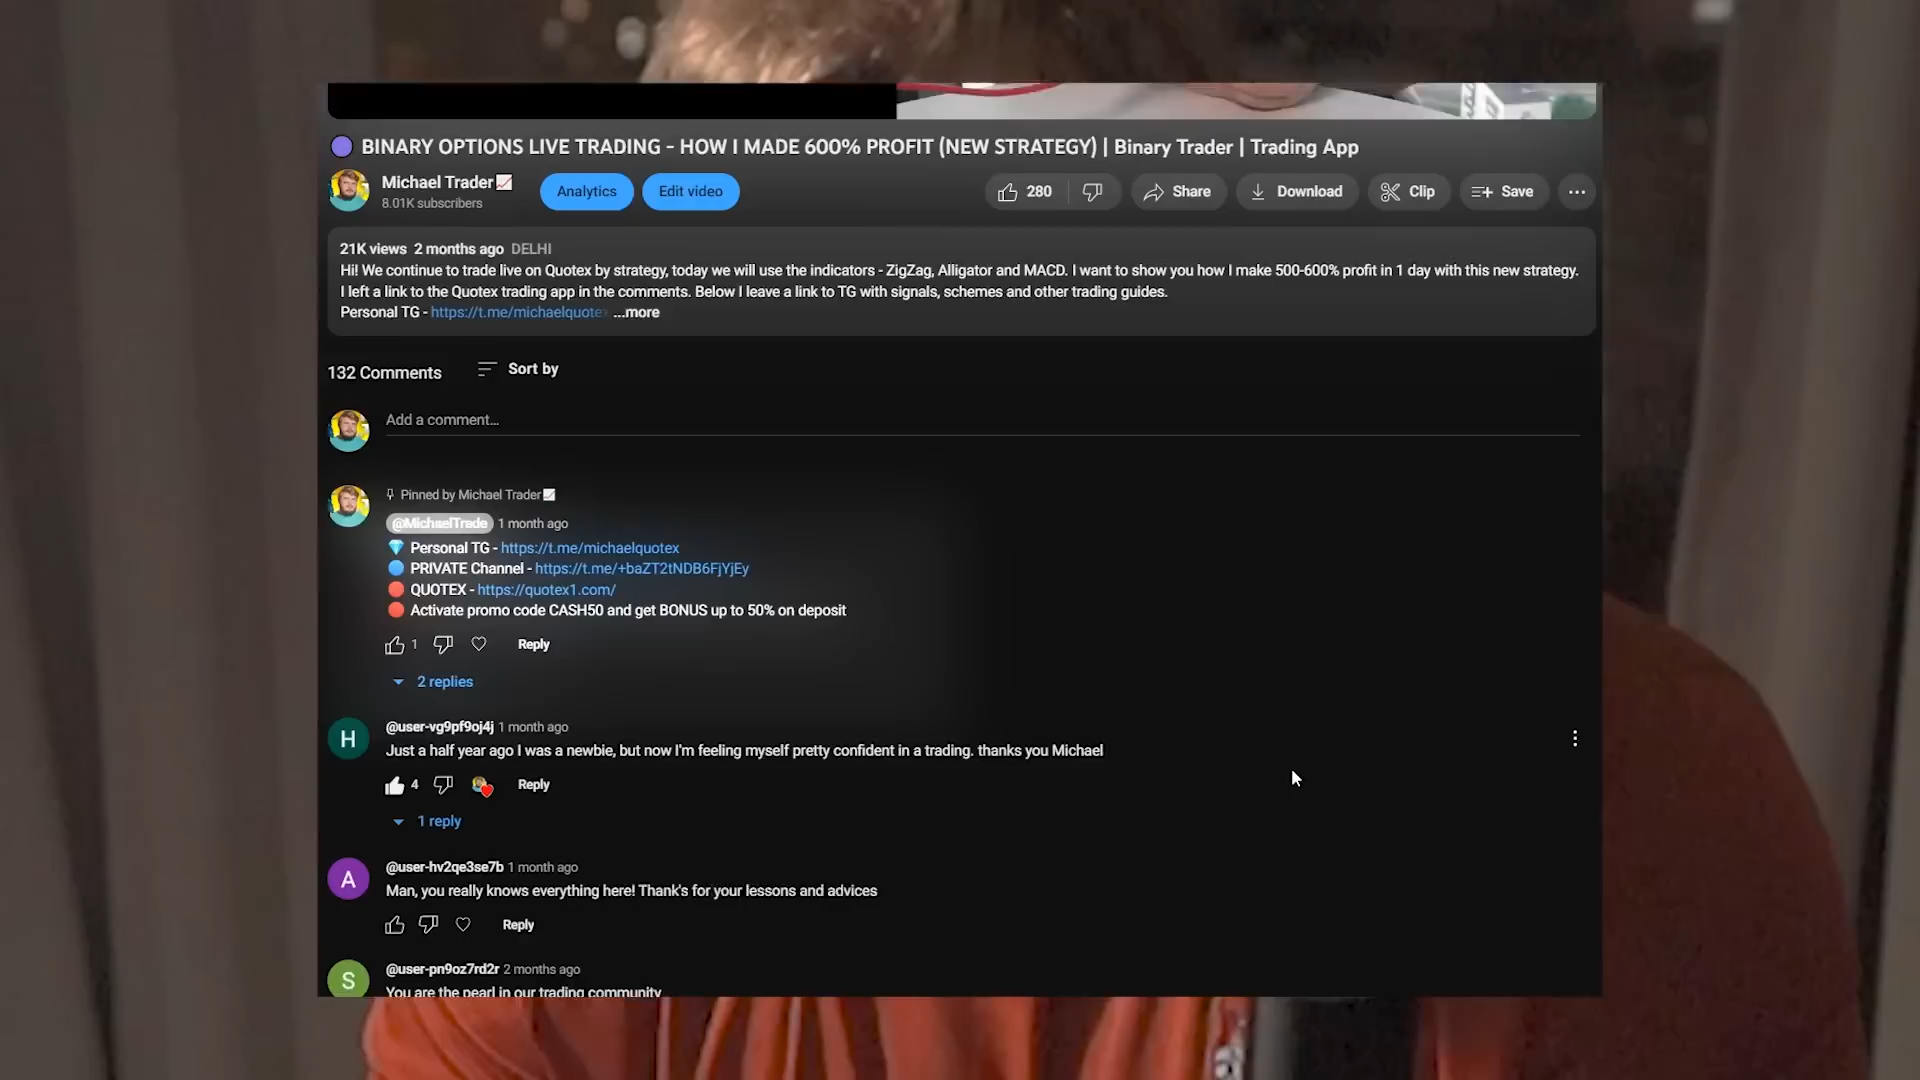 BINARY OPTIONS LIVE TRADING - HOW I MADE 600% PROFIT (NEW STRATEGY) | Binary Trader | Trading App
Michael Trader
8.01K subscribers
Analytics
Edit video
280
Share
Download
Clip
Save
21K views 2 months ago DELHI
Hi! We continue to trade live on Quotex by strategy, today we will use the indicators - ZigZag, Alligator and MACD. I want to show you how I make 500-600% profit in 1 day with this new strategy.
I left a link to the Quotex trading app in the comments. Below I leave a link to TG with signals, schemes and other trading guides.
Personal TG - https://t.me/michaelquotex ...more
132 Comments
Sort by
Add a comment...
Pinned by Michael Trader
@MichaelTrade 1 month ago
Personal TG - https://t.me/michaelquotex
PRIVATE Channel - https://t.me/+baZT2tNDB6FjYjEy
QUOTEX - https://quotex1.com/
Activate promo code CASH50 and get BONUS up to 50% on deposit
1
Reply
2 replies
H
@user-vg9pf9oj4j 1 month ago
Just a half year ago I was a newbie, but now I'm feeling myself pretty confident in a trading. thanks you Michael
4
Reply
1 reply
A
@user-hv2qe3se7b 1 month ago
Man, you really knows everything here! Thank's for your lessons and advices
Reply
S
@user-pn9oz7rd2r 2 months ago
You are the pearl in our trading community